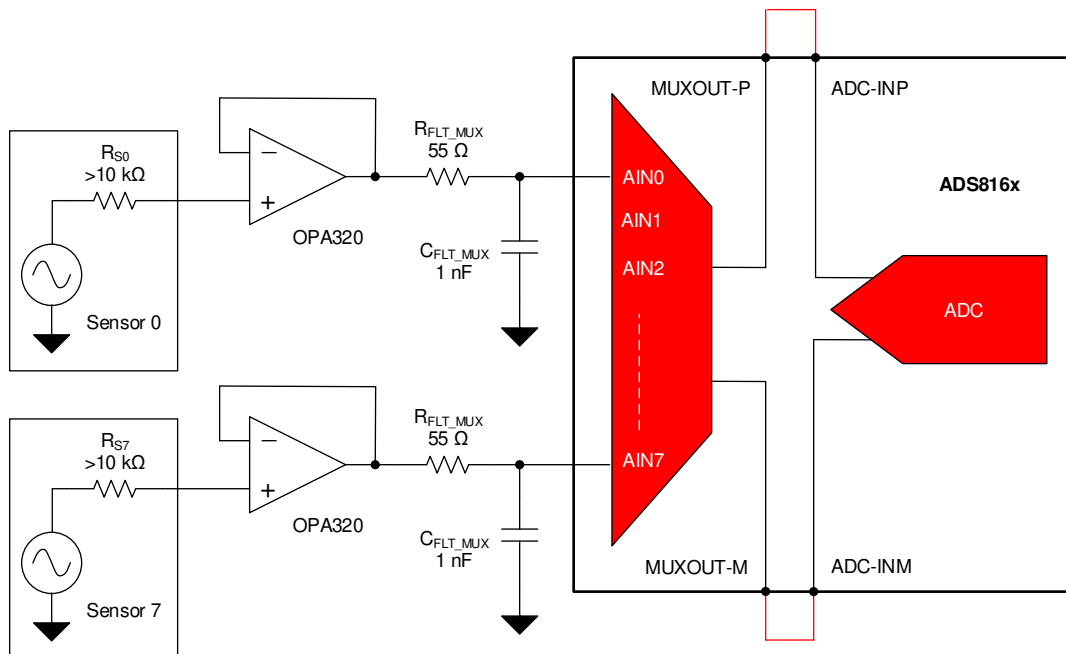 RS0
>10 kΩ
Sensor 0
−
+
OPA320
RFLT_MUX
55 Ω
CFLT_MUX
1 nF
RS7
>10 kΩ
Sensor 7
−
+
OPA320
RFLT_MUX
55 Ω
CFLT_MUX
1 nF
MUXOUT-P
ADC-INP
AIN0
AIN1
AIN2
AIN7
ADS816x
ADC
MUXOUT-M
ADC-INM